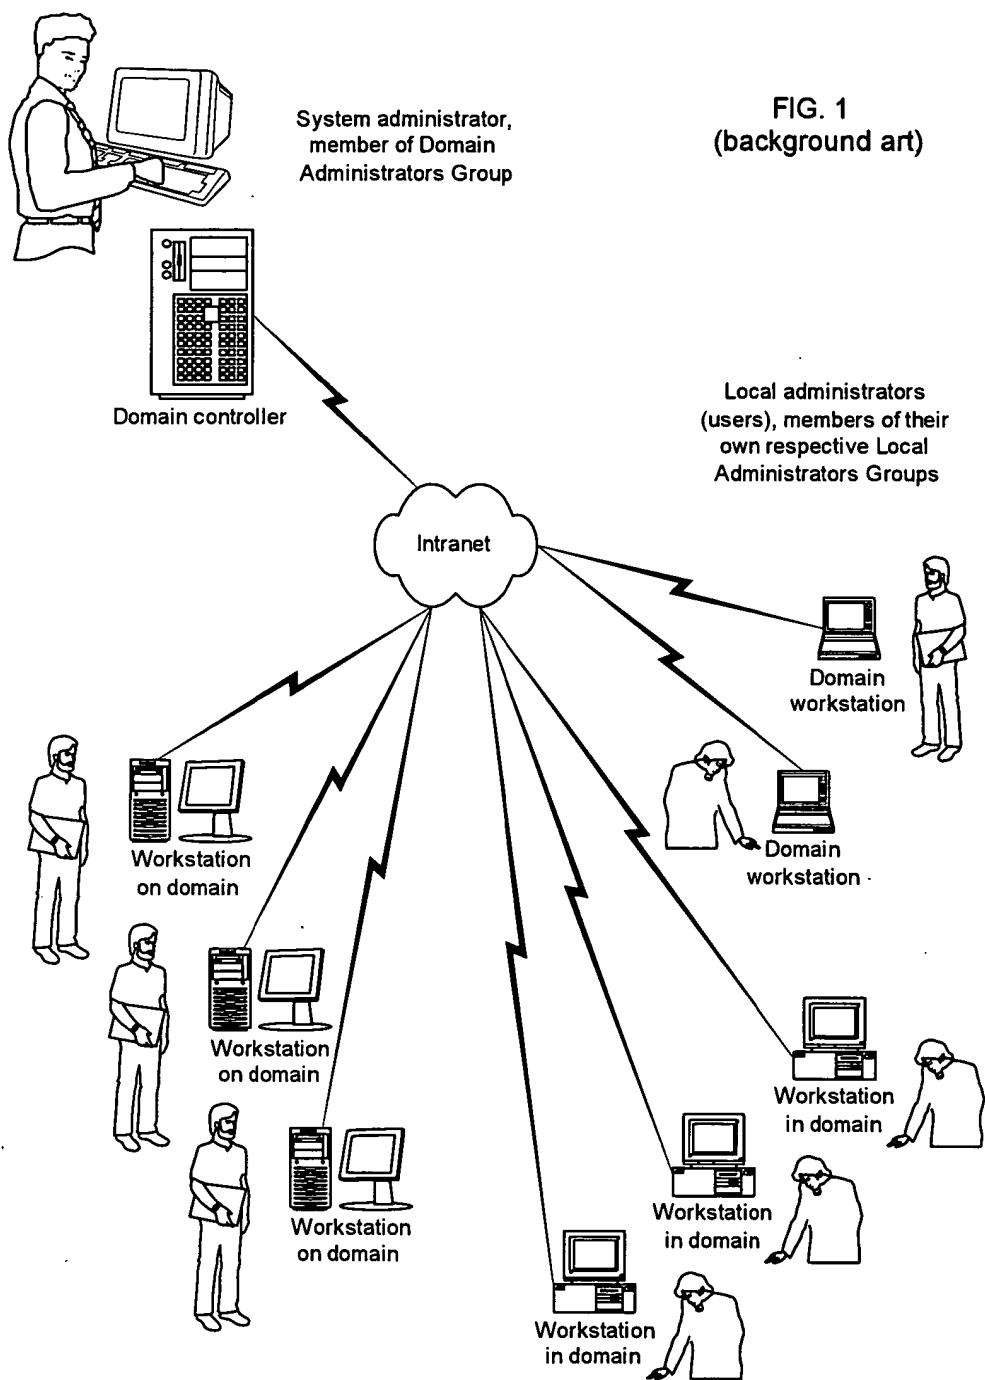 System administrator,
member of Domain
Administrators Group
FIG. 1
(background art)
Domain controller
Local administrators
(users), members of their
own respective Local
Administrators Groups
Intranet
Domain
workstation
Domain
workstation
Workstation
on domain
Workstation
on domain
Workstation
in domain
Workstation
in domain
Workstation
on domain
Workstation
in domain